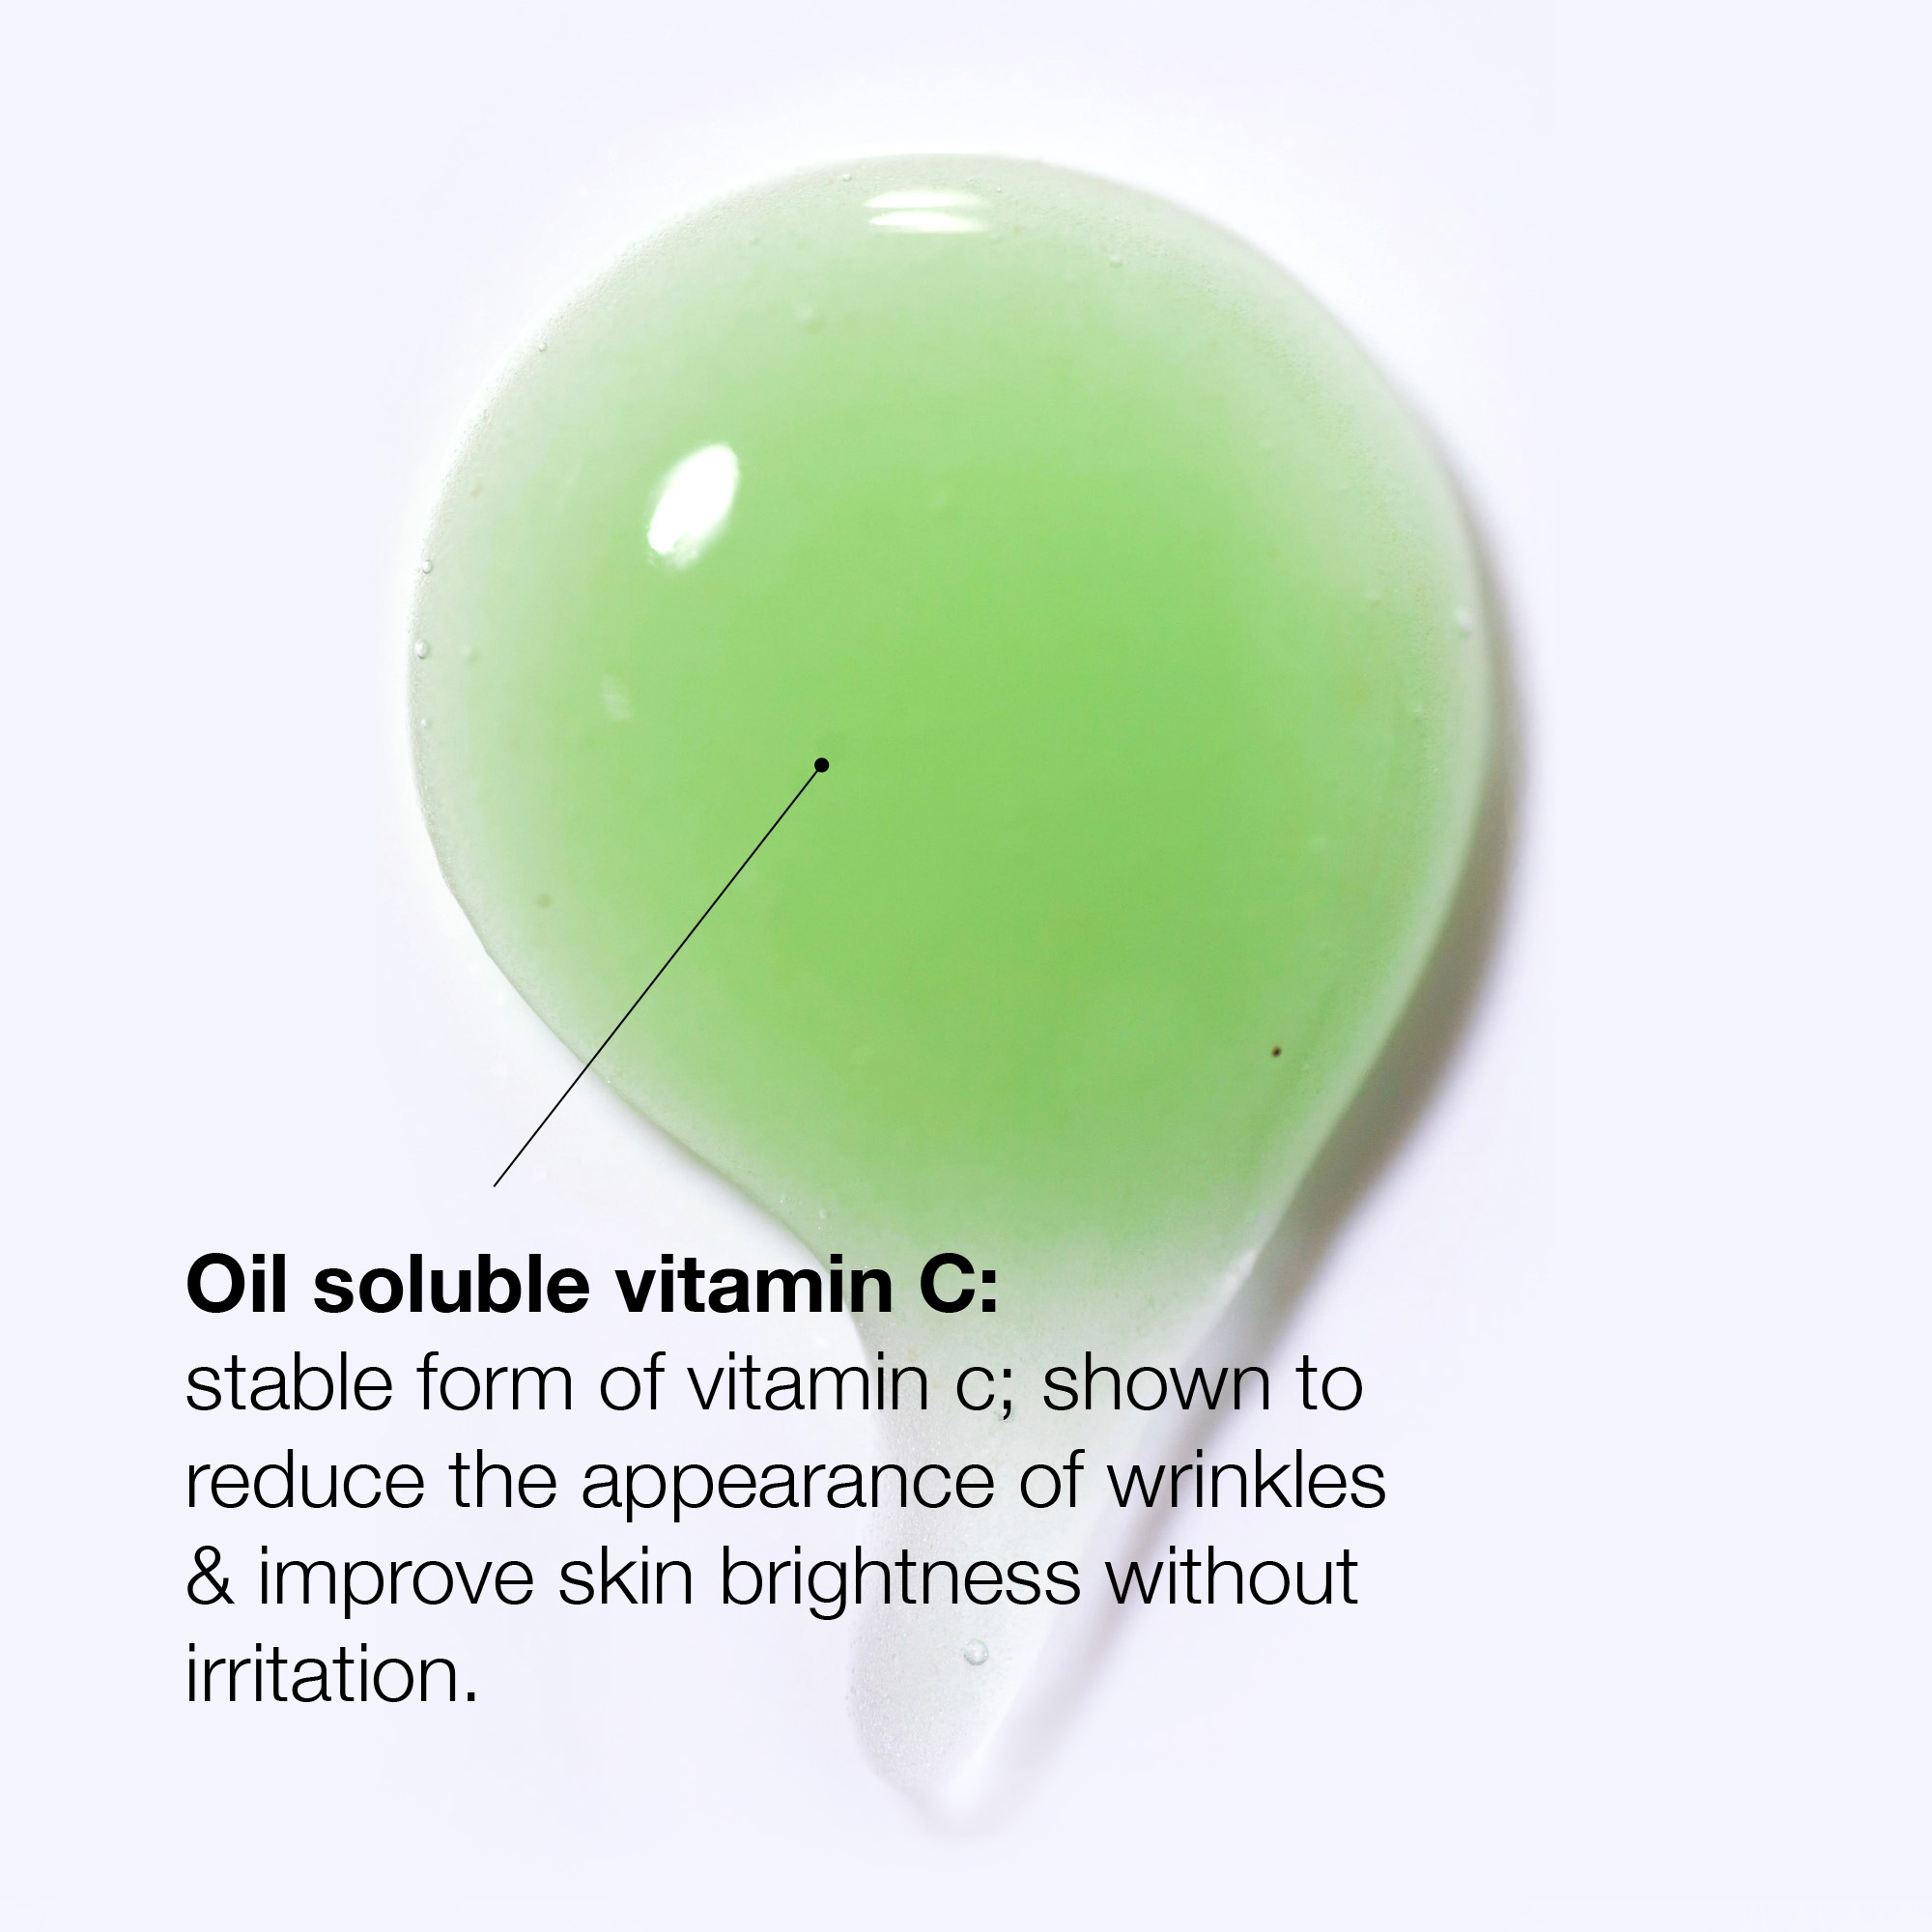 Oil soluble vitamin C:
stable form of vitamin c; shown to
reduce the appearance of wrinkles
& improve skin brightness without
irritation.